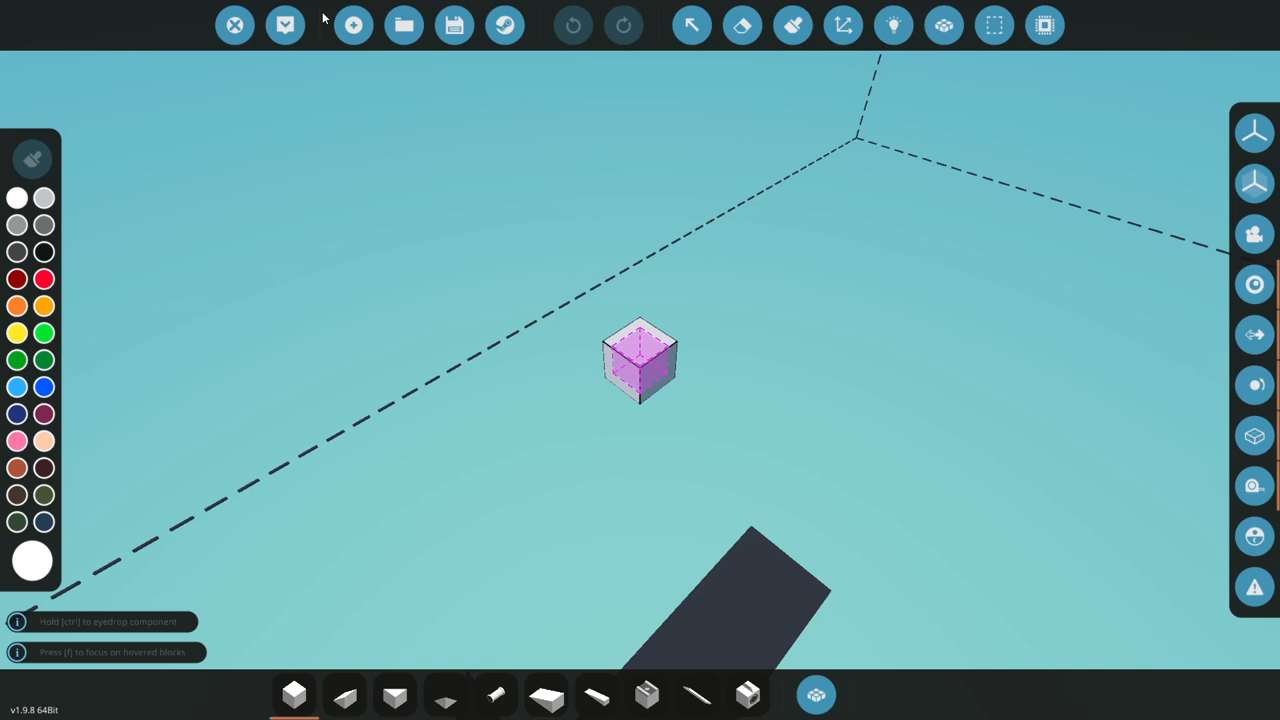 Hold [ctrl] to eyedrop component
Press [f] to focus on hovered blocks
v1.9.8 64Bit